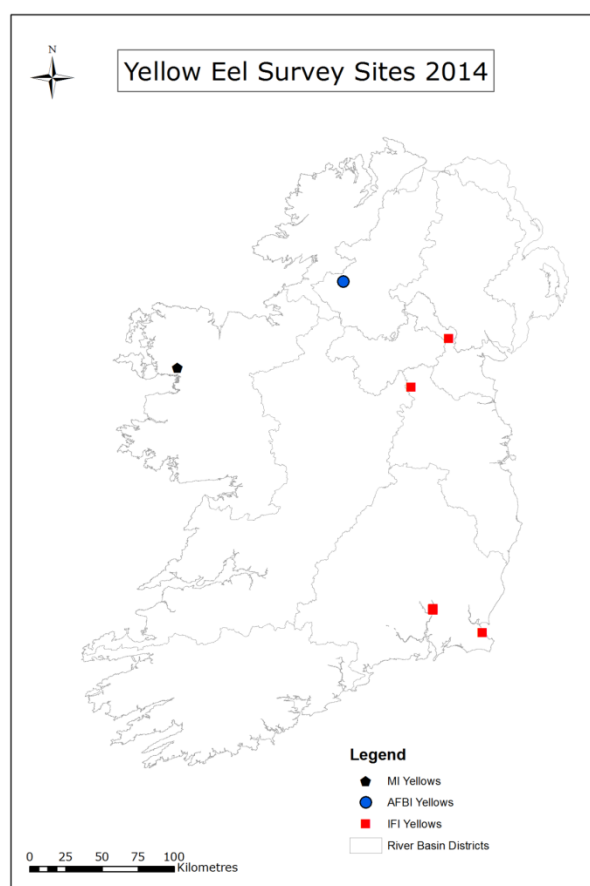 N
Yellow Eel Survey Sites 2014
Legend
MI Yellows
AFBI Yellows
IFI Yellows
River Basin Districts
0 25 50 75 100
Kilometres